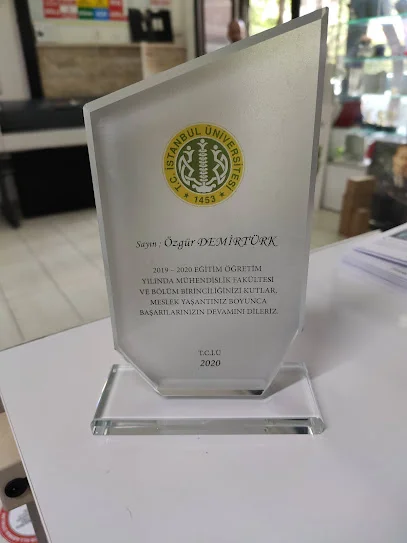 T.C. İSTANBUL ÜNİVERSİTESİ
* 1453 *
Sayın : Özgür DEMİRTÜRK
2019 – 2020 EĞİTİM ÖĞRETİM
YILINDA MÜHENDİSLİK FAKÜLTESİ
VE BÖLÜM BİRİNCİLİĞİNİZİ KUTLAR,
MESLEK YAŞANTINIZ BOYUNCA
BAŞARILARINIZIN DEVAMINI DİLERİZ.
T.C.İ.Ü
2020